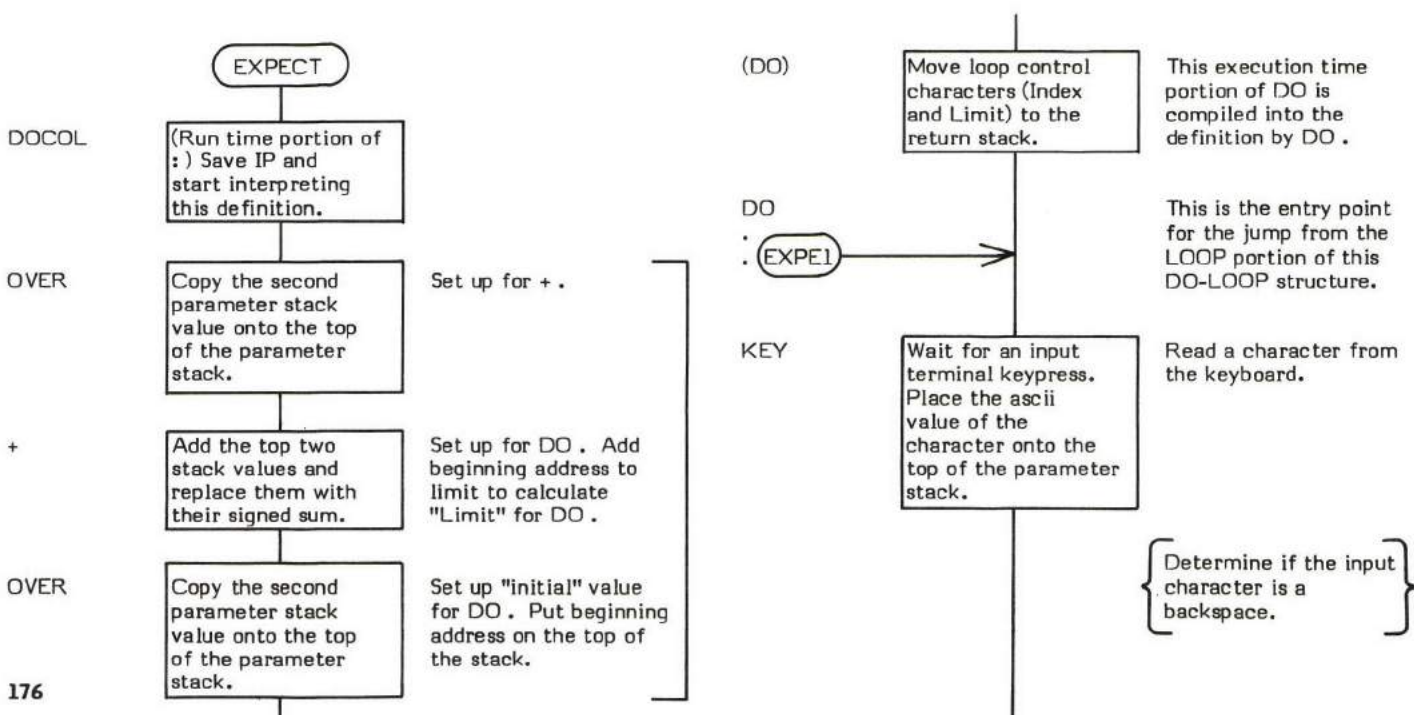 EXPECT
DOCOL
(Run time portion of
: ) Save IP and
start interpreting
this definition.
OVER
Copy the second
parameter stack
value onto the top
of the parameter
stack.
Set up for + .
+
Add the top two
stack values and
replace them with
their signed sum.
Set up for DO . Add
beginning address to
limit to calculate
"Limit" for DO .
OVER
Copy the second
parameter stack
value onto the top
of the parameter
stack.
Set up "initial" value
for DO . Put beginning
address on the top of
the stack.
176
(DO)
Move loop control
characters (Index
and Limit) to the
return stack.
This execution time
portion of DO is
compiled into the
definition by DO .
DO
.
. EXPE1
This is the entry point
for the jump from the
LOOP portion of this
DO-LOOP structure.
KEY
Wait for an input
terminal keypress.
Place the ascii
value of the
character onto the
top of the parameter
stack.
Read a character from
the keyboard.
Determine if the input
character is a
backspace.